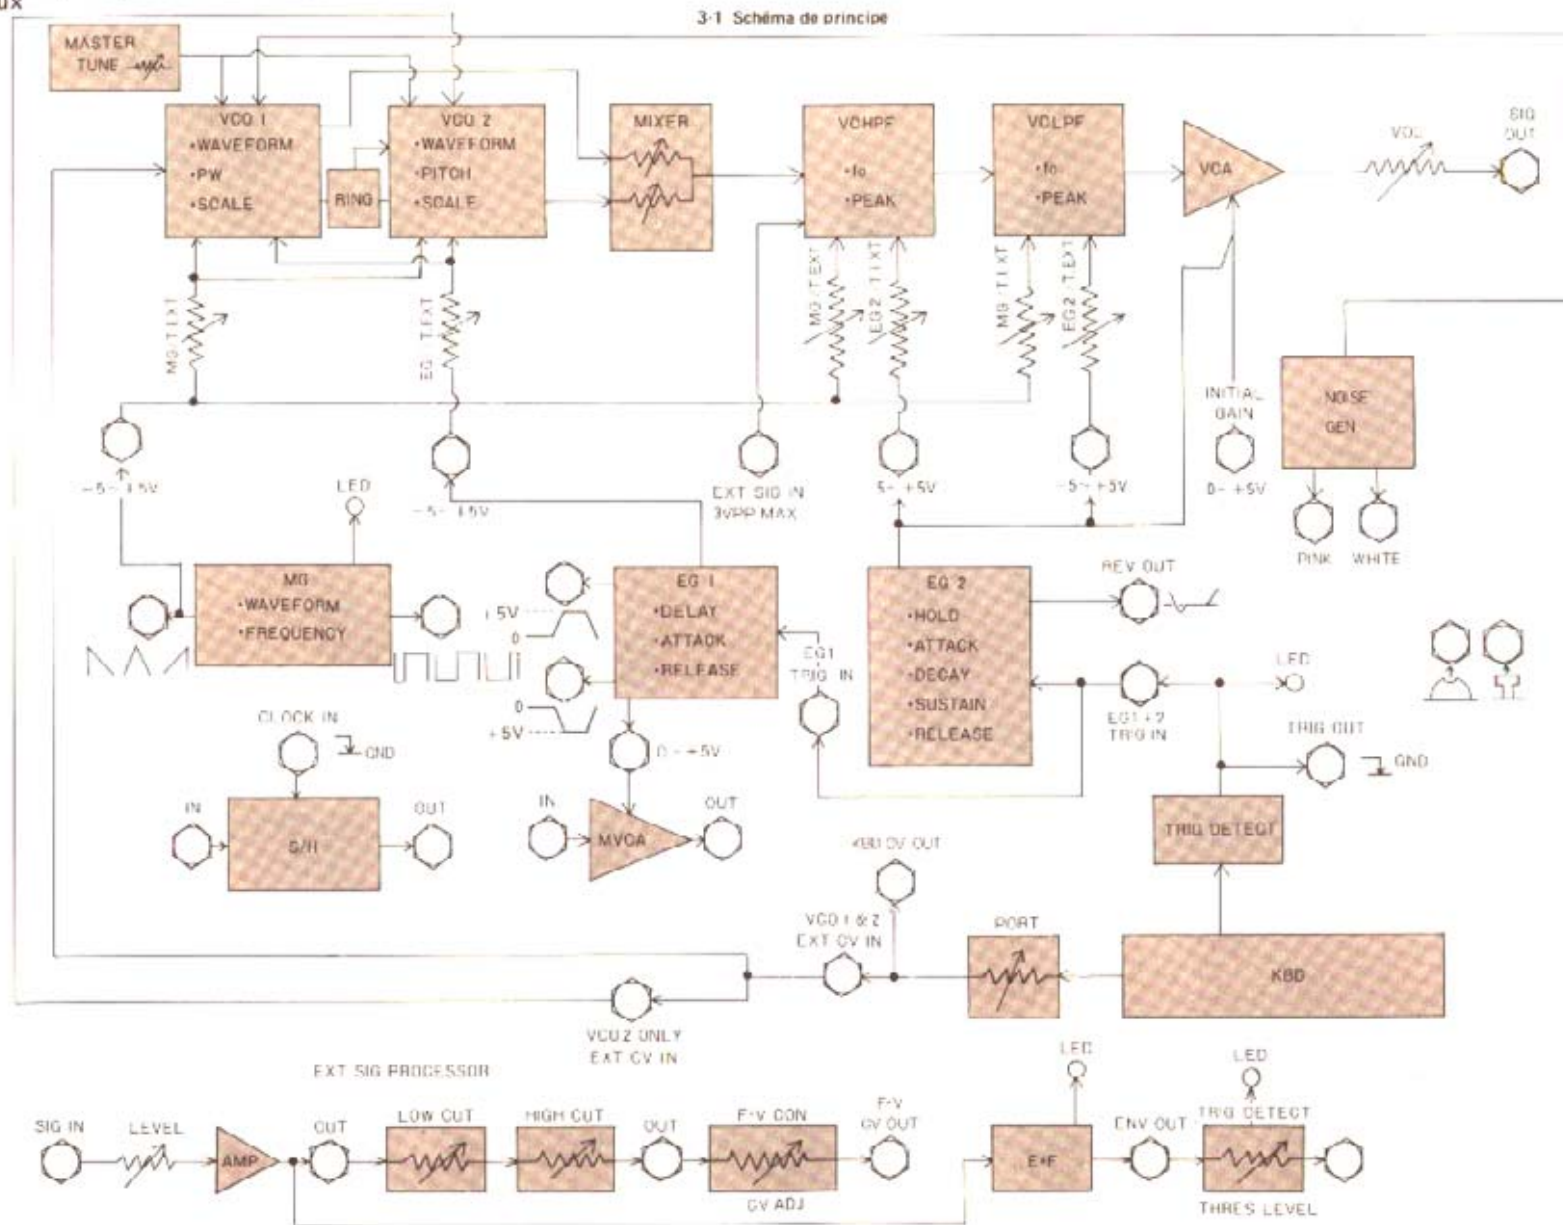 ux
3·1 Schéma de principe
MASTER
TUNE
VCO 1
•WAVEFORM
•PW
•SCALE
RING
VCO 2
•WAVEFORM
•PITCH
•SCALE
MIXER
VCHPF
•fo
•PEAK
VCLPF
•fo
•PEAK
VCA
VOL
SIG
OUT
MG/T.EXT
EG T.EXT
MG/T.EXT
EG2/T.EXT
MG/T.EXT
EG2/T.EXT
INITIAL
GAIN
0~+5V
NOISE
GEN
PINK
WHITE
-5~+5V
LED
-5~+5V
EXT SIG IN
3VPP MAX
5~+5V
-5~+5V
MG
•WAVEFORM
•FREQUENCY
+5V
0
0
+5V
EG 1
•DELAY
•ATTACK
•RELEASE
EG1
TRIG IN
EG 2
•HOLD
•ATTACK
•DECAY
•SUSTAIN
•RELEASE
REV OUT
EG1+2
TRIG IN
LED
TRIG OUT
GND
CLOCK IN
GND
IN
S/H
OUT
0~+5V
IN
MVCA
OUT
TRIG DETECT
KBD CV OUT
VCO 1 & 2
EXT CV IN
PORT
KBD
VCO2 ONLY
EXT CV IN
EXT SIG PROCESSOR
SIG IN
LEVEL
AMP
OUT
LOW CUT
HIGH CUT
OUT
F-V CON
CV ADJ
F-V
CV OUT
LED
E•F
ENV OUT
LED
TRIG DETECT
THRES LEVEL